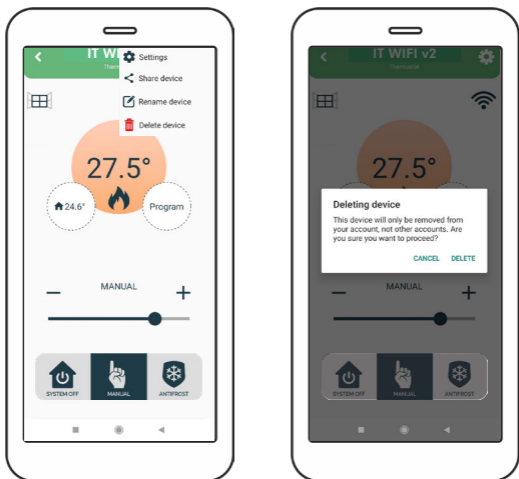 IT WI
Settings
Ther
Share device
Rename device
Delete device
27.5°
24.6°
Program
MANUAL
SYSTEM OFF
MANUAL
ANTIFROST
IT WIFI v2
Thermostat
27.5°
Deleting device
This device will only be removed from
your account, not other accounts. Are
you sure you want to proceed?
CANCEL DELETE
MANUAL
SYSTEM OFF
MANUAL
ANTIFROST